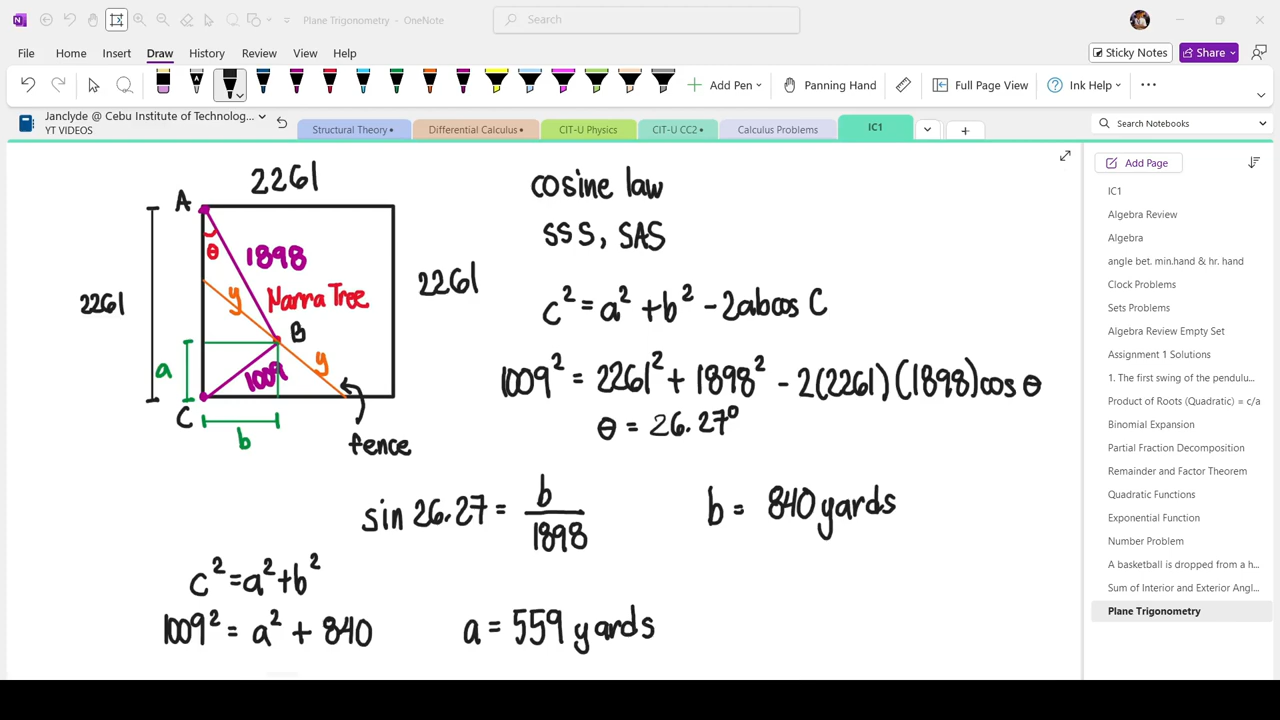 Plane Trigonometry - OneNote
Search
File Home Insert Draw History Review View Help
Sticky Notes
Share
Add Pen
Panning Hand
Full Page View
Ink Help
Janclyde @ Cebu Institute of Technolog...
YT VIDEOS
Structural Theory
Differential Calculus
CIT-U Physics
CIT-U CC2
Calculus Problems
IC1
Search Notebooks
Add Page
IC1
Algebra Review
Algebra
angle bet. min.hand & hr. hand
Clock Problems
Sets Problems
Algebra Review Empty Set
Assignment 1 Solutions
1. The first swing of the pendulu...
Product of Roots (Quadratic) = c/a
Binomial Expansion
Partial Fraction Decomposition
Remainder and Factor Theorem
Quadratic Functions
Exponential Function
Number Problem
A basketball is dropped from a h...
Sum of Interior and Exterior Angl...
Plane Trigonometry
2261
A
θ
1898
2261
2261
y
Narra Tree
B
y
a
1009
C
b
fence
cosine law
SSS, SAS
c² = a² + b² - 2abcos C
1009² = 2261² + 1898² - 2(2261)(1898)cos θ
θ = 26.27°
sin 26.27 = b/1898
b = 840 yards
c² = a² + b²
1009² = a² + 840
a = 559 yards